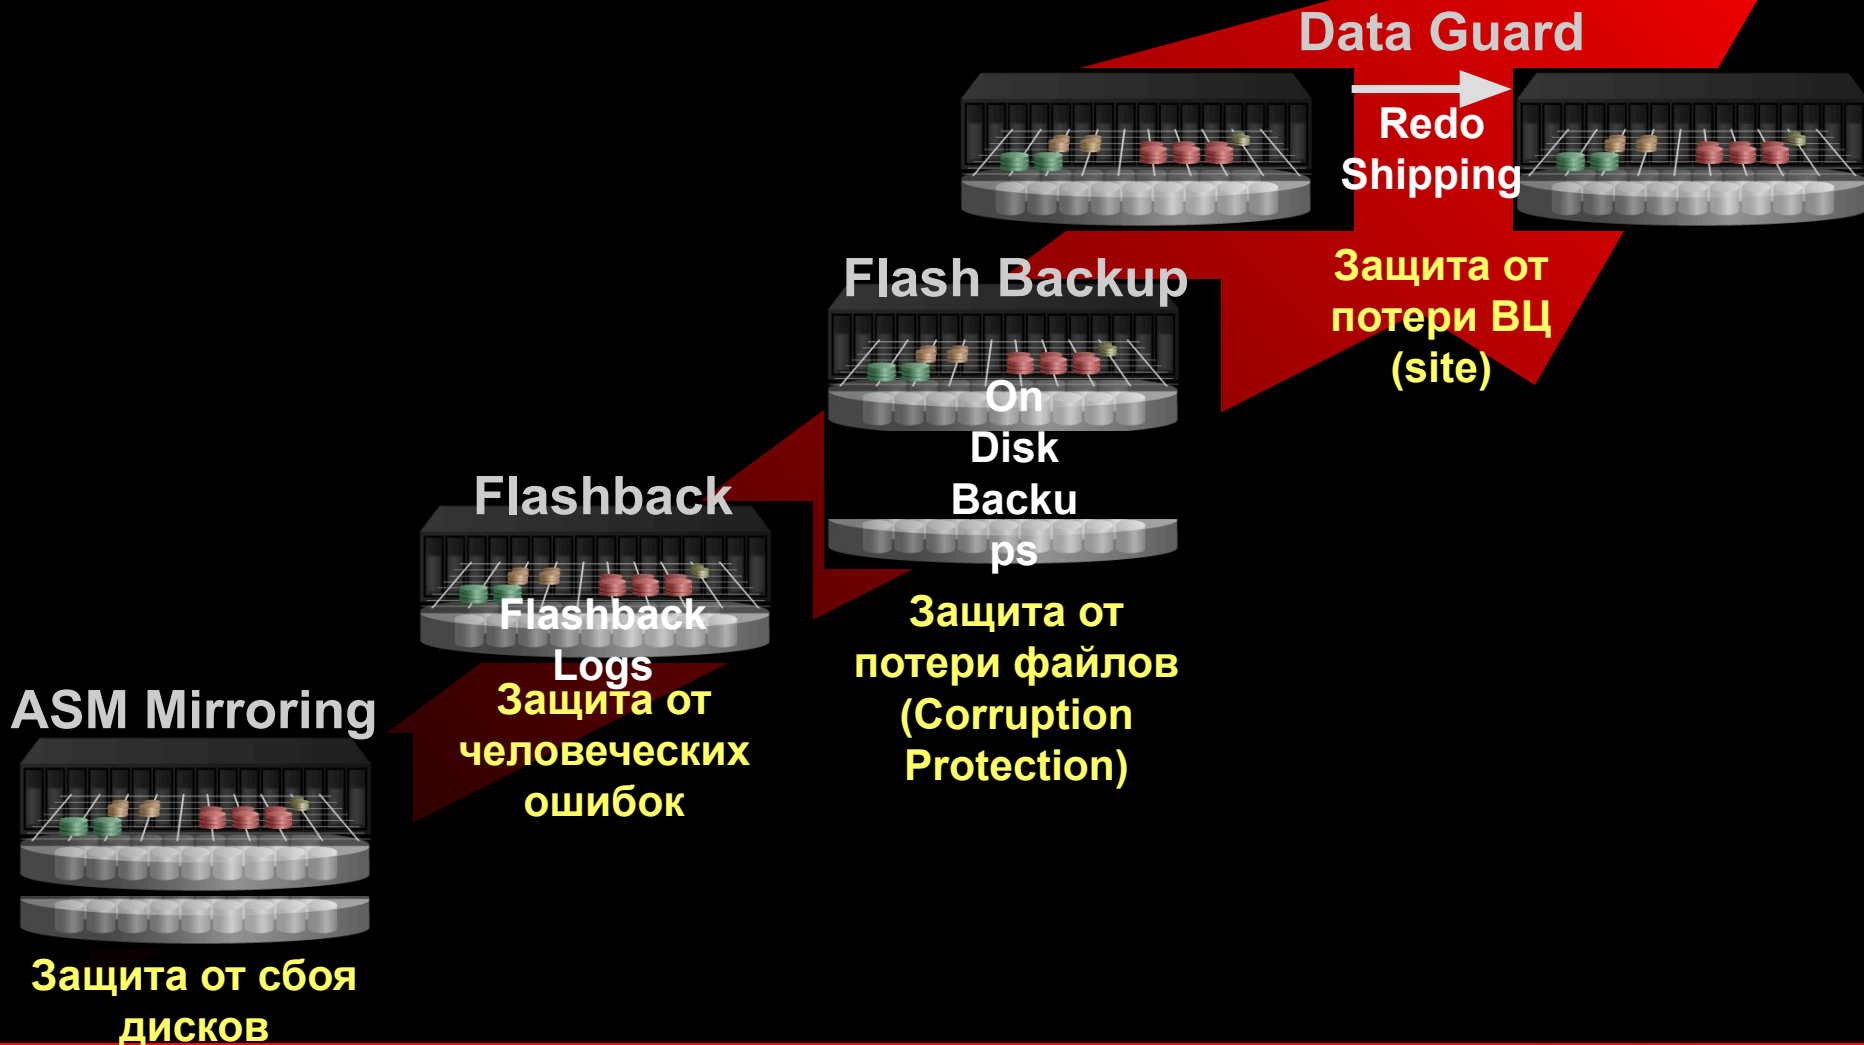 Data Guard
Redo
Shipping
Защита от
потери ВЦ
(site)
Flash Backup
On
Disk
Backu
ps
Защита от
потери файлов
(Corruption
Protection)
Flashback
Flashback
Logs
Защита от
человеческих
ошибок
ASM Mirroring
Защита от сбоя
дисков